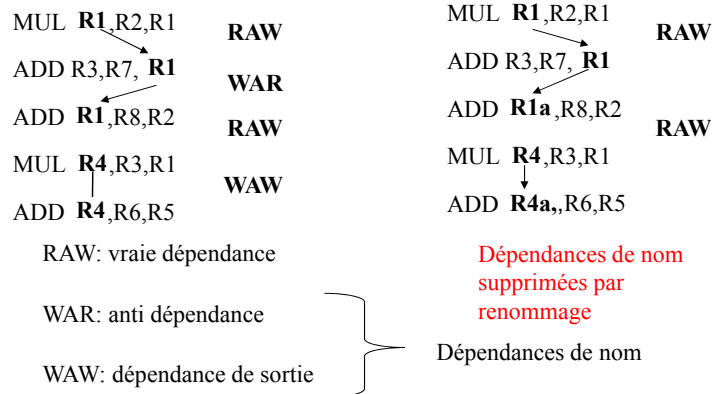 MUL R1,R2,R1
RAW
ADD R3,R7, R1
WAR
ADD R1,R8,R2
RAW
MUL R4,R3,R1
WAW
ADD R4,R6,R5
MUL R1,R2,R1
RAW
ADD R3,R7, R1
ADD R1a,R8,R2
RAW
MUL R4,R3,R1
ADD R4a,,R6,R5
RAW: vraie dépendance
WAR: anti dépendance
WAW: dépendance de sortie
Dépendances de nom
supprimées par
renommage
Dépendances de nom